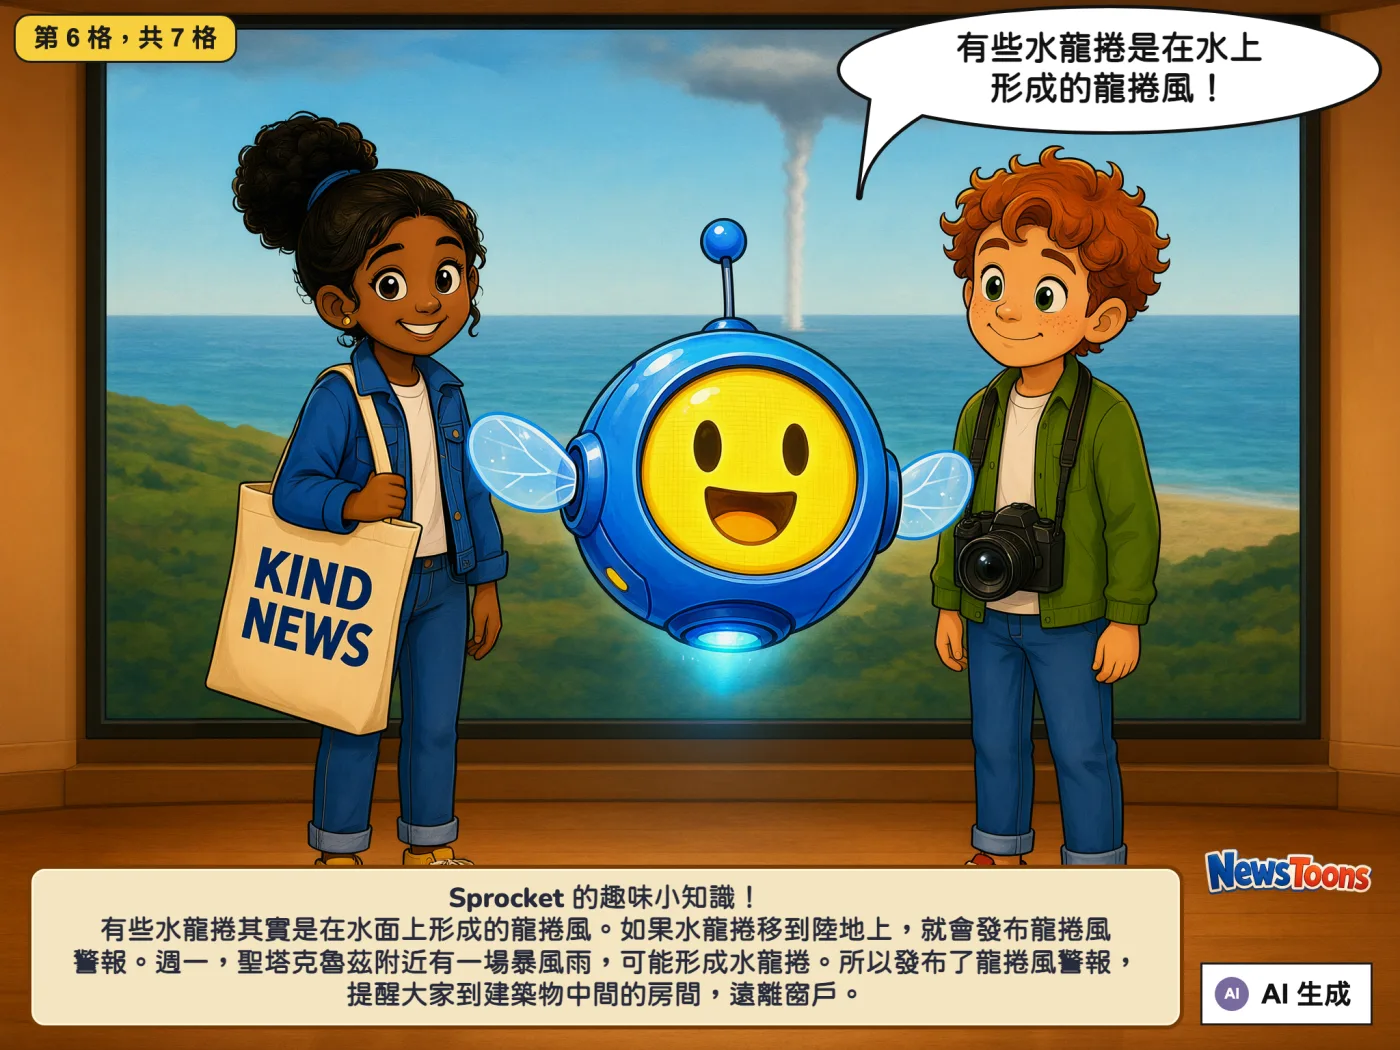 第 6 格，共 7 格
有些水龍捲是在水上
形成的龍捲風！
KIND
NEWS
Sprocket 的趣味小知識！
有些水龍捲其實是在水面上形成的龍捲風。如果水龍捲移到陸地上，就會發布龍捲風
警報。週一，聖塔克魯茲附近有一場暴風雨，可能形成水龍捲。所以發布了龍捲風警報，
提醒大家到建築物中間的房間，遠離窗戶。
NewsToons
AI AI 生成